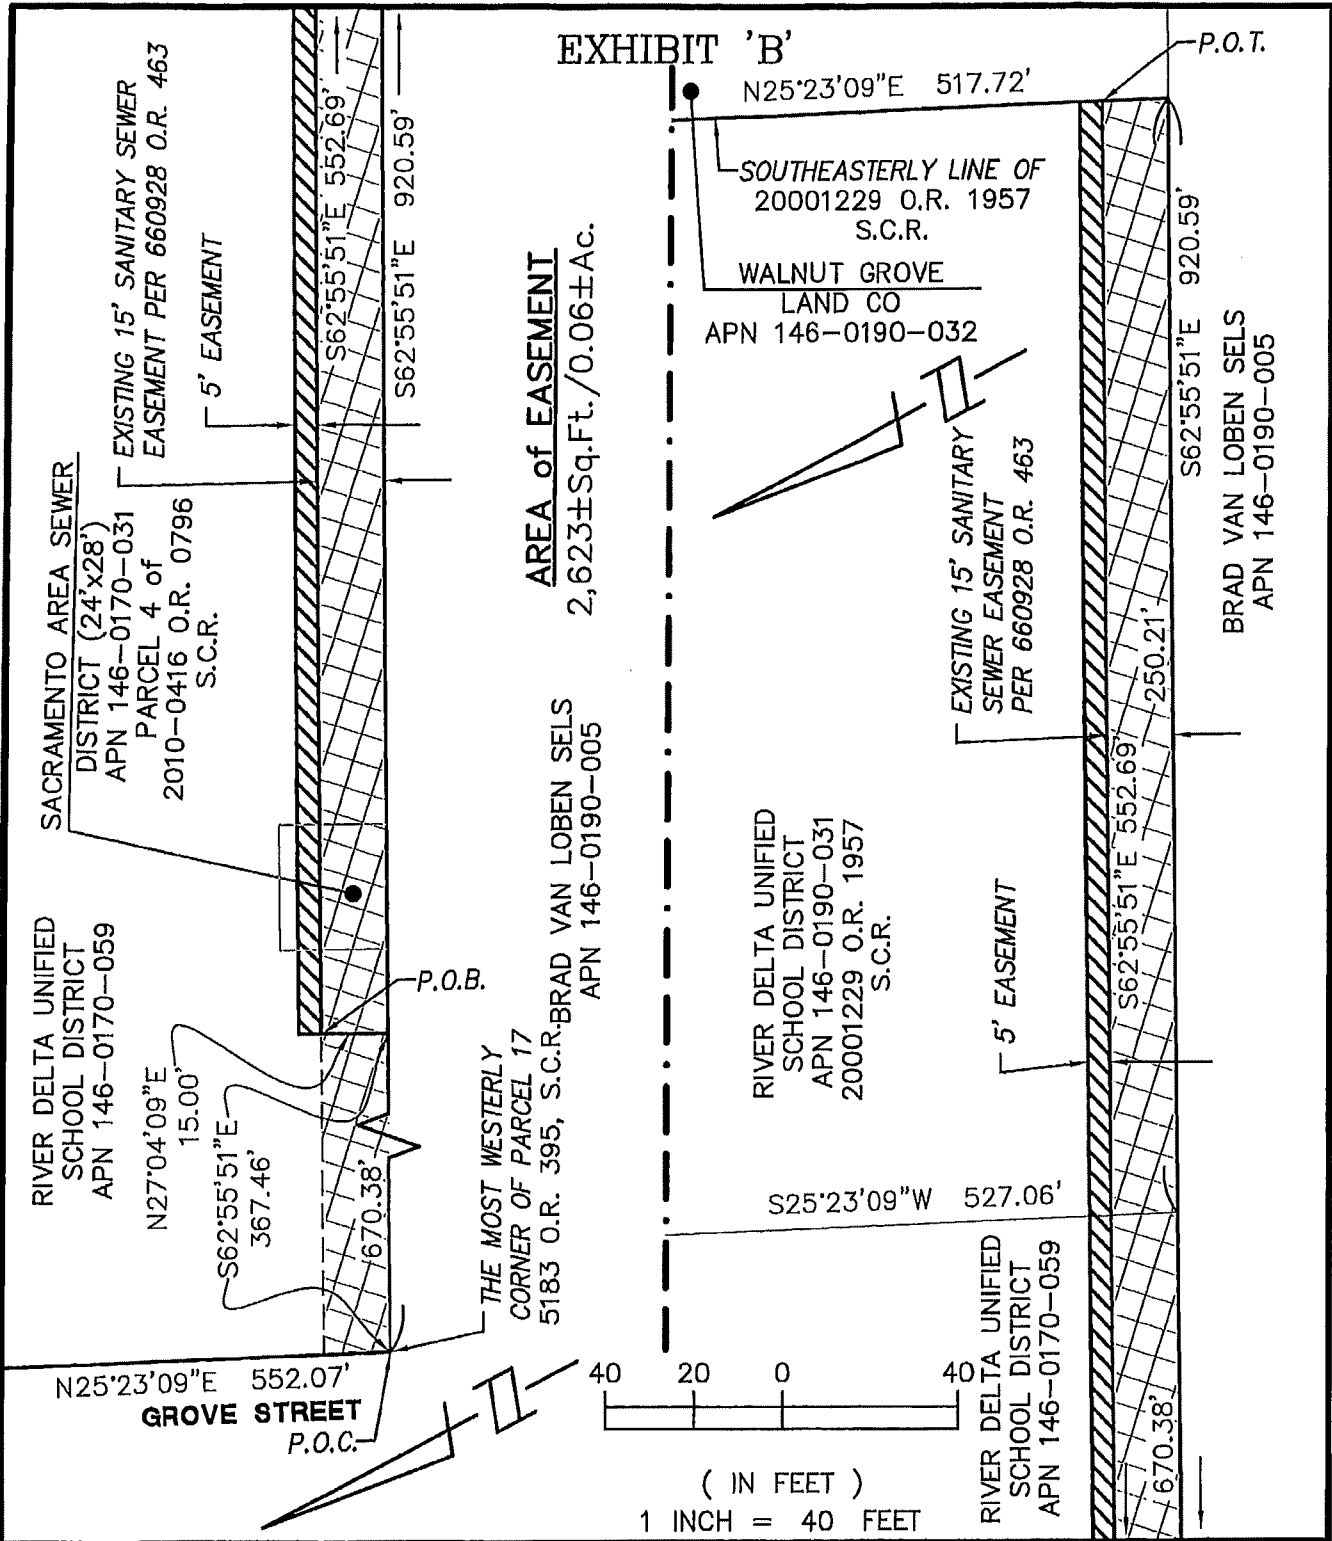 EXHIBIT 'B'
EXISTING 15' SANITARY SEWER
EASEMENT PER 660928 O.R. 463
5' EASEMENT
S62°55'51"E 552.69'
S62°55'51"E 920.59'
SACRAMENTO AREA SEWER
DISTRICT (24'x28')
APN 146-0170-031
PARCEL 4 of
2010-0416 O.R. 0796
S.C.R.
RIVER DELTA UNIFIED
SCHOOL DISTRICT
APN 146-0170-059
P.O.B.
N27°04'09"E
15.00'
S62°55'51"E
367.46'
670.38'
THE MOST WESTERLY
CORNER OF PARCEL 17
5183 O.R. 395, S.C.R.
BRAD VAN LOBEN SELS
APN 146-0190-005
N25°23'09"E 552.07'
GROVE STREET
P.O.C.
AREA of EASEMENT
2,623±Sq.Ft./0.06±Ac.
N25°23'09"E 517.72'
P.O.T.
SOUTHEASTERLY LINE OF
20001229 O.R. 1957
S.C.R.
WALNUT GROVE
LAND CO
APN 146-0190-032
S62°55'51"E 920.59'
BRAD VAN LOBEN SELS
APN 146-0190-005
EXISTING 15' SANITARY
SEWER EASEMENT
PER 660928 O.R. 463
250.21'
S62°55'51"E 552.69'
RIVER DELTA UNIFIED
SCHOOL DISTRICT
APN 146-0190-031
20001229 O.R. 1957
S.C.R.
5' EASEMENT
S25°23'09"W 527.06'
RIVER DELTA UNIFIED
SCHOOL DISTRICT
APN 146-0170-059
670.38'
40 20 0 40
( IN FEET )
1 INCH = 40 FEET